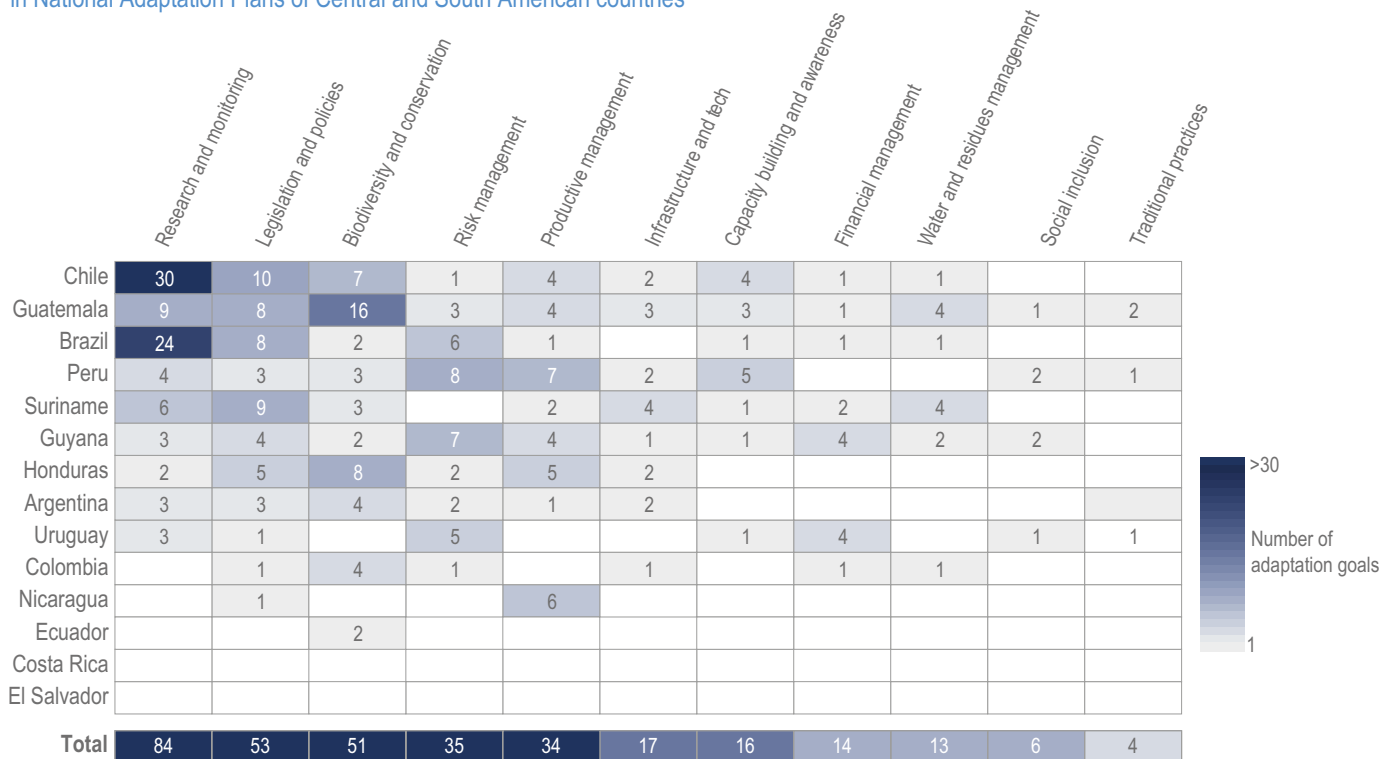 in National Adaptation Plans of Central and South American countries
Research and monitoring
Legislation and policies
Biodiversity and conservation
Risk management
Productive management
Infrastructure and tech
Capacity building and awareness
Financial management
Water and residues management
Social inclusion
Traditional practices
Chile 30 10 7 1 4 2 4 1 1
Guatemala 9 8 16 3 4 3 3 1 4 1 2
Brazil 24 8 2 6 1 1 1 1
Peru 4 3 3 8 7 2 5 2 1
Suriname 6 9 3 2 4 1 2 4
Guyana 3 4 2 7 4 1 1 4 2 2
Honduras 2 5 8 2 5 2
Argentina 3 3 4 2 1 2
Uruguay 3 1 5 1 4 1 1
Colombia 1 4 1 1 1 1
Nicaragua 1 6
Ecuador 2
Costa Rica
El Salvador
Total 84 53 51 35 34 17 16 14 13 6 4
>30
Number of
adaptation goals
1